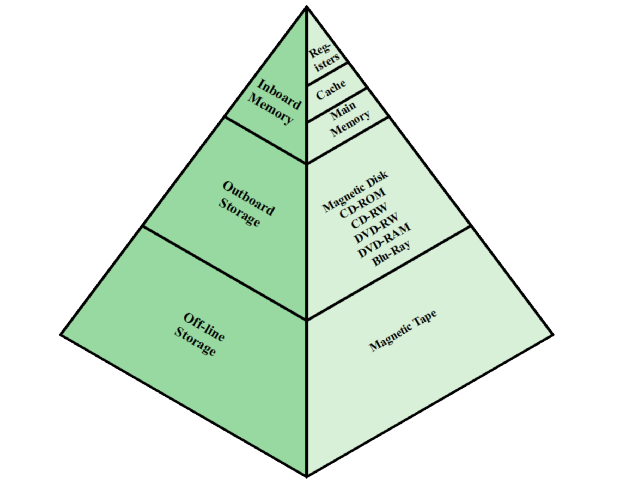 Inboard
Memory
Reg-
isters
Cache
Main
Memory
Outboard
Storage
Magnetic Disk
CD-ROM
CD-RW
DVD-RW
DVD-RAM
Blu-Ray
Off-line
Storage
Magnetic Tape